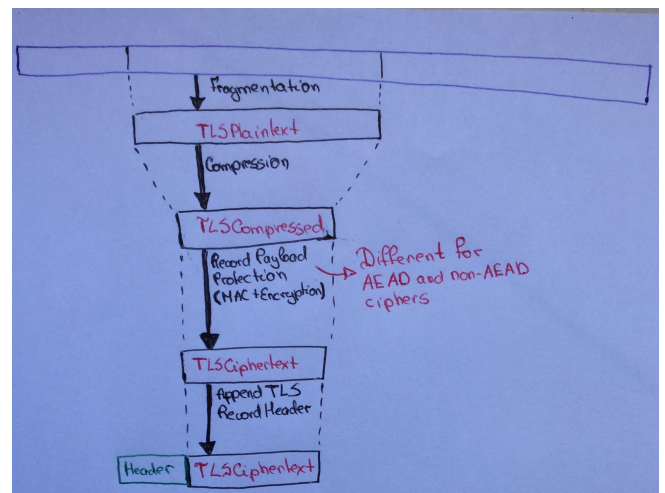 Fragmentation
TLSPlaintext
Compression
TLSCompressed
Record Payload
Protection
(MAC + Encryption)
Different for
AEAD and non-AEAD
ciphers
TLSCiphertext
Append TLS
Record Header
Header
TLSCiphertext